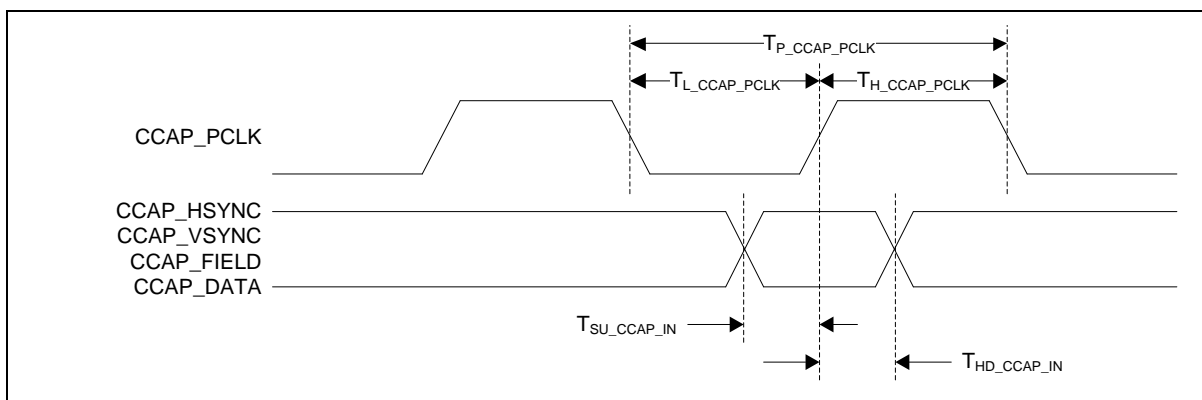 T_P_CCAP_PCLK
T_L_CCAP_PCLK T_H_CCAP_PCLK
CCAP_PCLK
CCAP_HSYNC
CCAP_VSYNC
CCAP_FIELD
CCAP_DATA
T_SU_CCAP_IN
T_HD_CCAP_IN